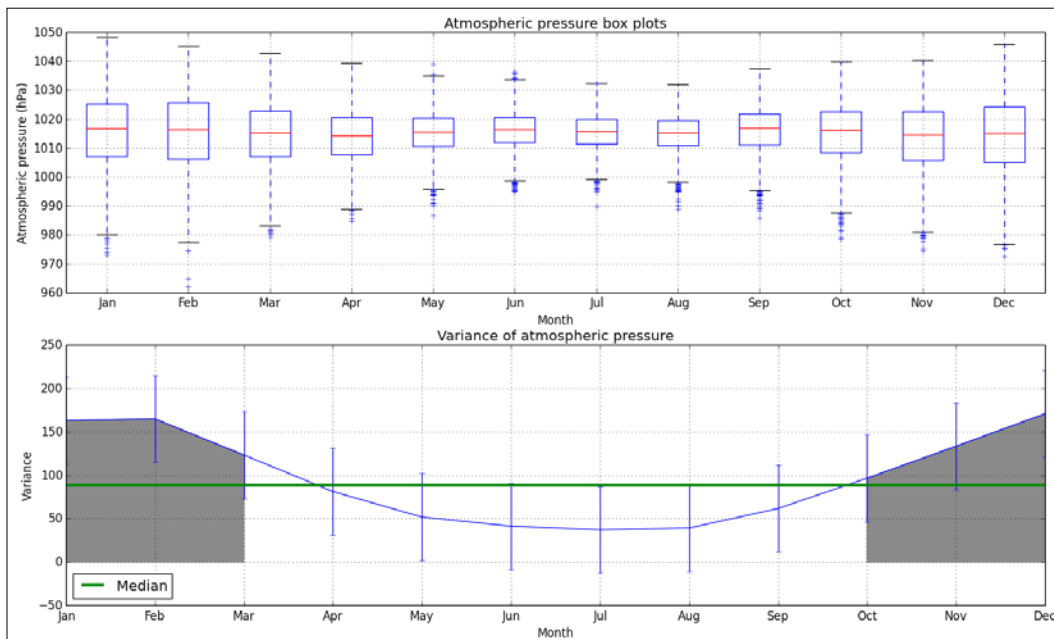 Atmospheric pressure box plots
Atmospheric pressure (hPa)
1050
1040
1030
1020
1010
1000
990
980
970
960
Jan Feb Mar Apr May Jun Jul Aug Sep Oct Nov Dec
Month
Variance of atmospheric pressure
Variance
250
200
150
100
50
0
−50
Median
Jan Feb Mar Apr May Jun Jul Aug Sep Oct Nov Dec
Month